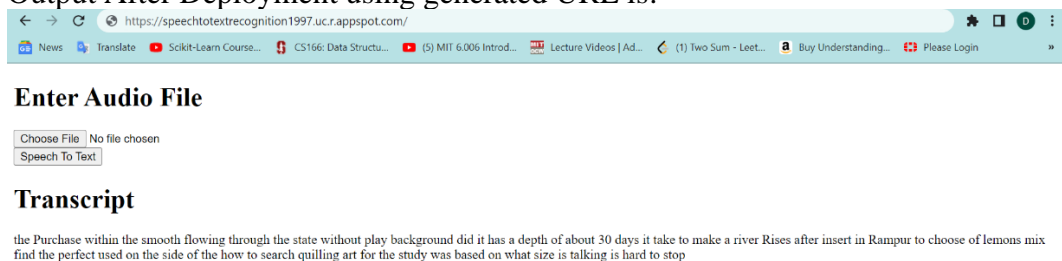 Output After Deployment using generated URL is:
https://speechtotextrecognition1997.uc.r.appspot.com/
D
GB News Translate Scikit-Learn Course... CS166: Data Structu... (5) MIT 6.006 Introd... MIT Lecture Videos | Ad... (1) Two Sum - Leet... a Buy Understanding... Please Login »
Enter Audio File
Choose File No file chosen
Speech To Text
Transcript
the Purchase within the smooth flowing through the state without play background did it has a depth of about 30 days it take to make a river Rises after insert in Rampur to choose of lemons mix
find the perfect used on the side of the how to search quilling art for the study was based on what size is talking is hard to stop